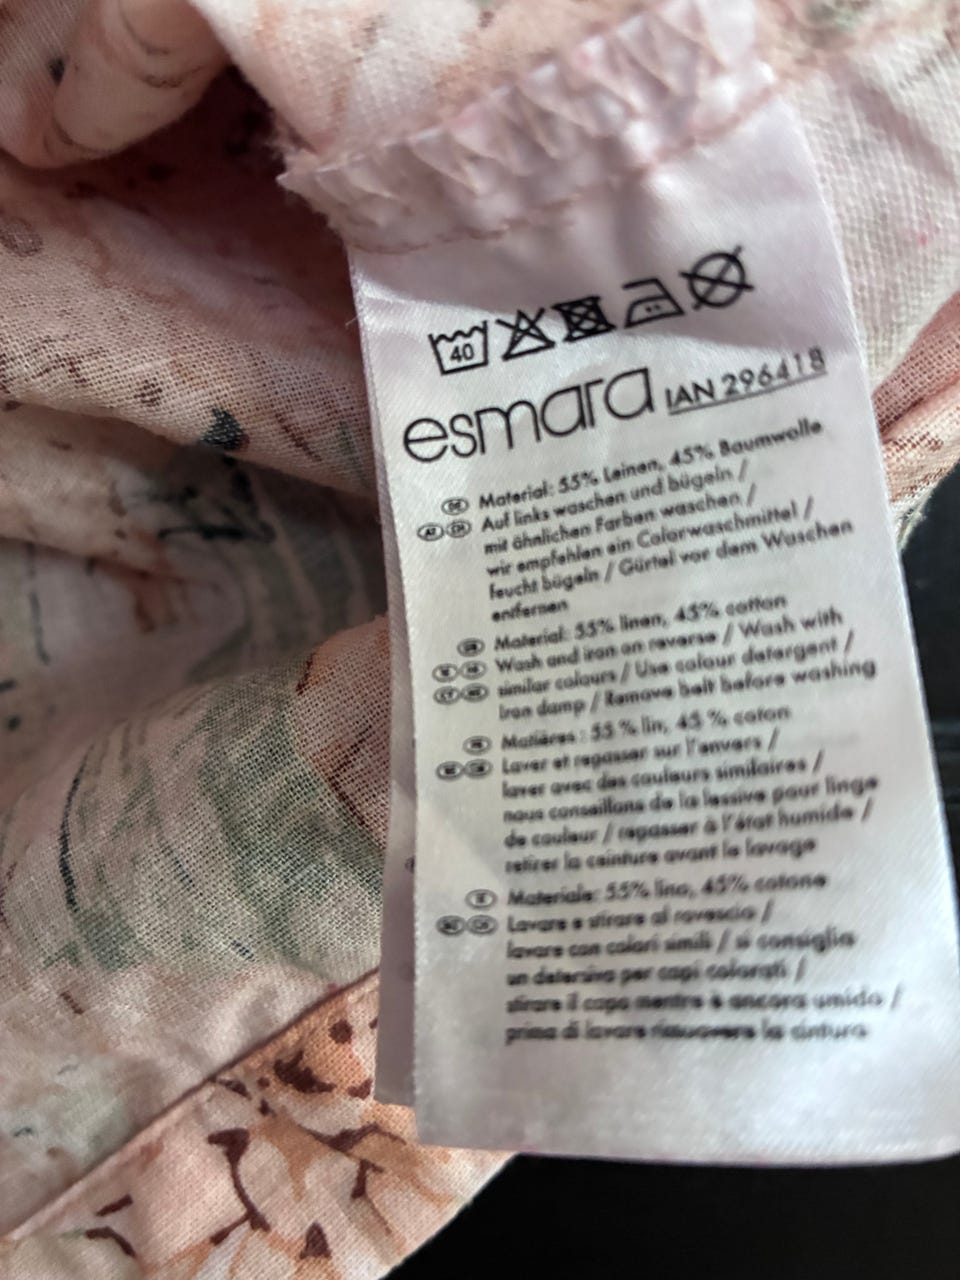 40
esmara IAN 296418
DE Material: 55% Leinen, 45% Baumwolle
AT CH Auf links waschen und bügeln /
mit ähnlichen Farben waschen /
wir empfehlen ein Colorwaschmittel /
feucht bügeln / Gürtel vor dem Waschen
entfernen
GB Material: 55% linen, 45% cotton
Wash and iron on reverse / Wash with
similar colours / Use colour detergent /
Iron damp / Remove belt before washing
FR Matières : 55 % lin, 45 % coton
Laver et repasser sur l'envers /
laver avec des couleurs similaires /
nous conseillons de la lessive pour linge
de couleur / repasser à l'état humide /
retirer la ceinture avant le lavage
Materiale: 55% lino, 45% cotone
Lavare e stirare al rovescio /
lavare con colori simili / si consiglia
un detersivo per capi colorati /
stirare il capo mentre è ancora umido /
prima di lavare rimuovere la cintura